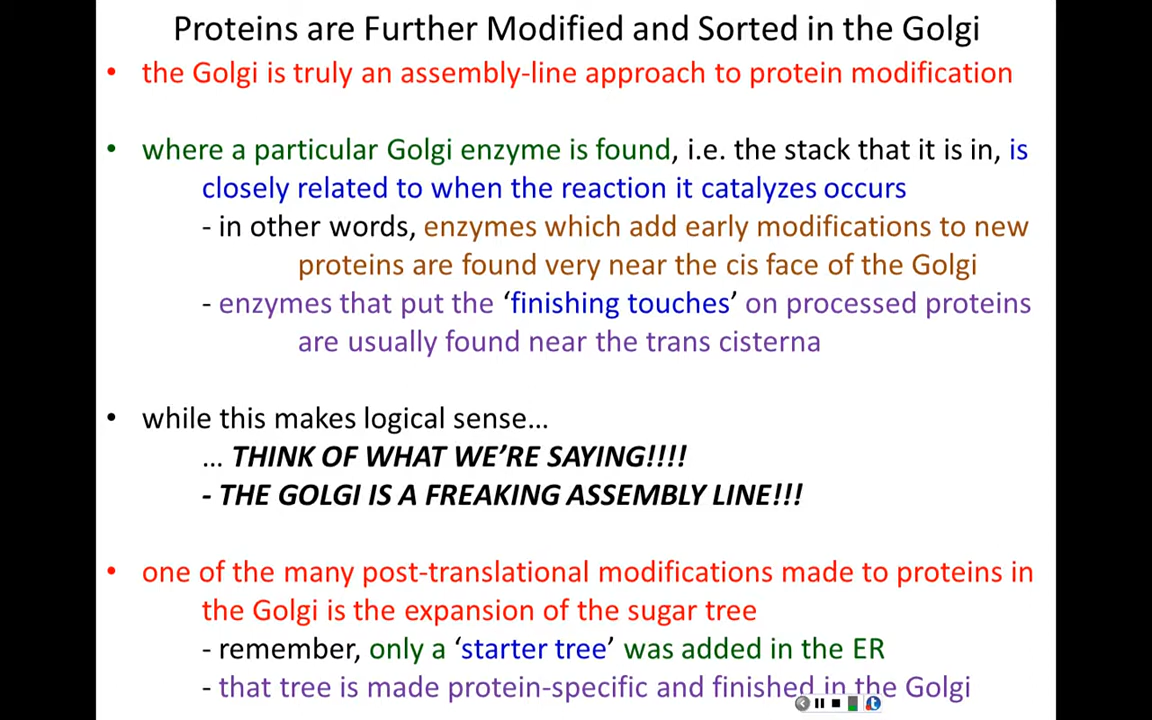 Proteins are Further Modified and Sorted in the Golgi
• the Golgi is truly an assembly-line approach to protein modification
• where a particular Golgi enzyme is found, i.e. the stack that it is in, is
closely related to when the reaction it catalyzes occurs
- in other words, enzymes which add early modifications to new
proteins are found very near the cis face of the Golgi
- enzymes that put the ‘finishing touches’ on processed proteins
are usually found near the trans cisterna
• while this makes logical sense…
… THINK OF WHAT WE’RE SAYING!!!!
- THE GOLGI IS A FREAKING ASSEMBLY LINE!!!
• one of the many post-translational modifications made to proteins in
the Golgi is the expansion of the sugar tree
- remember, only a ‘starter tree’ was added in the ER
- that tree is made protein-specific and finished in the Golgi